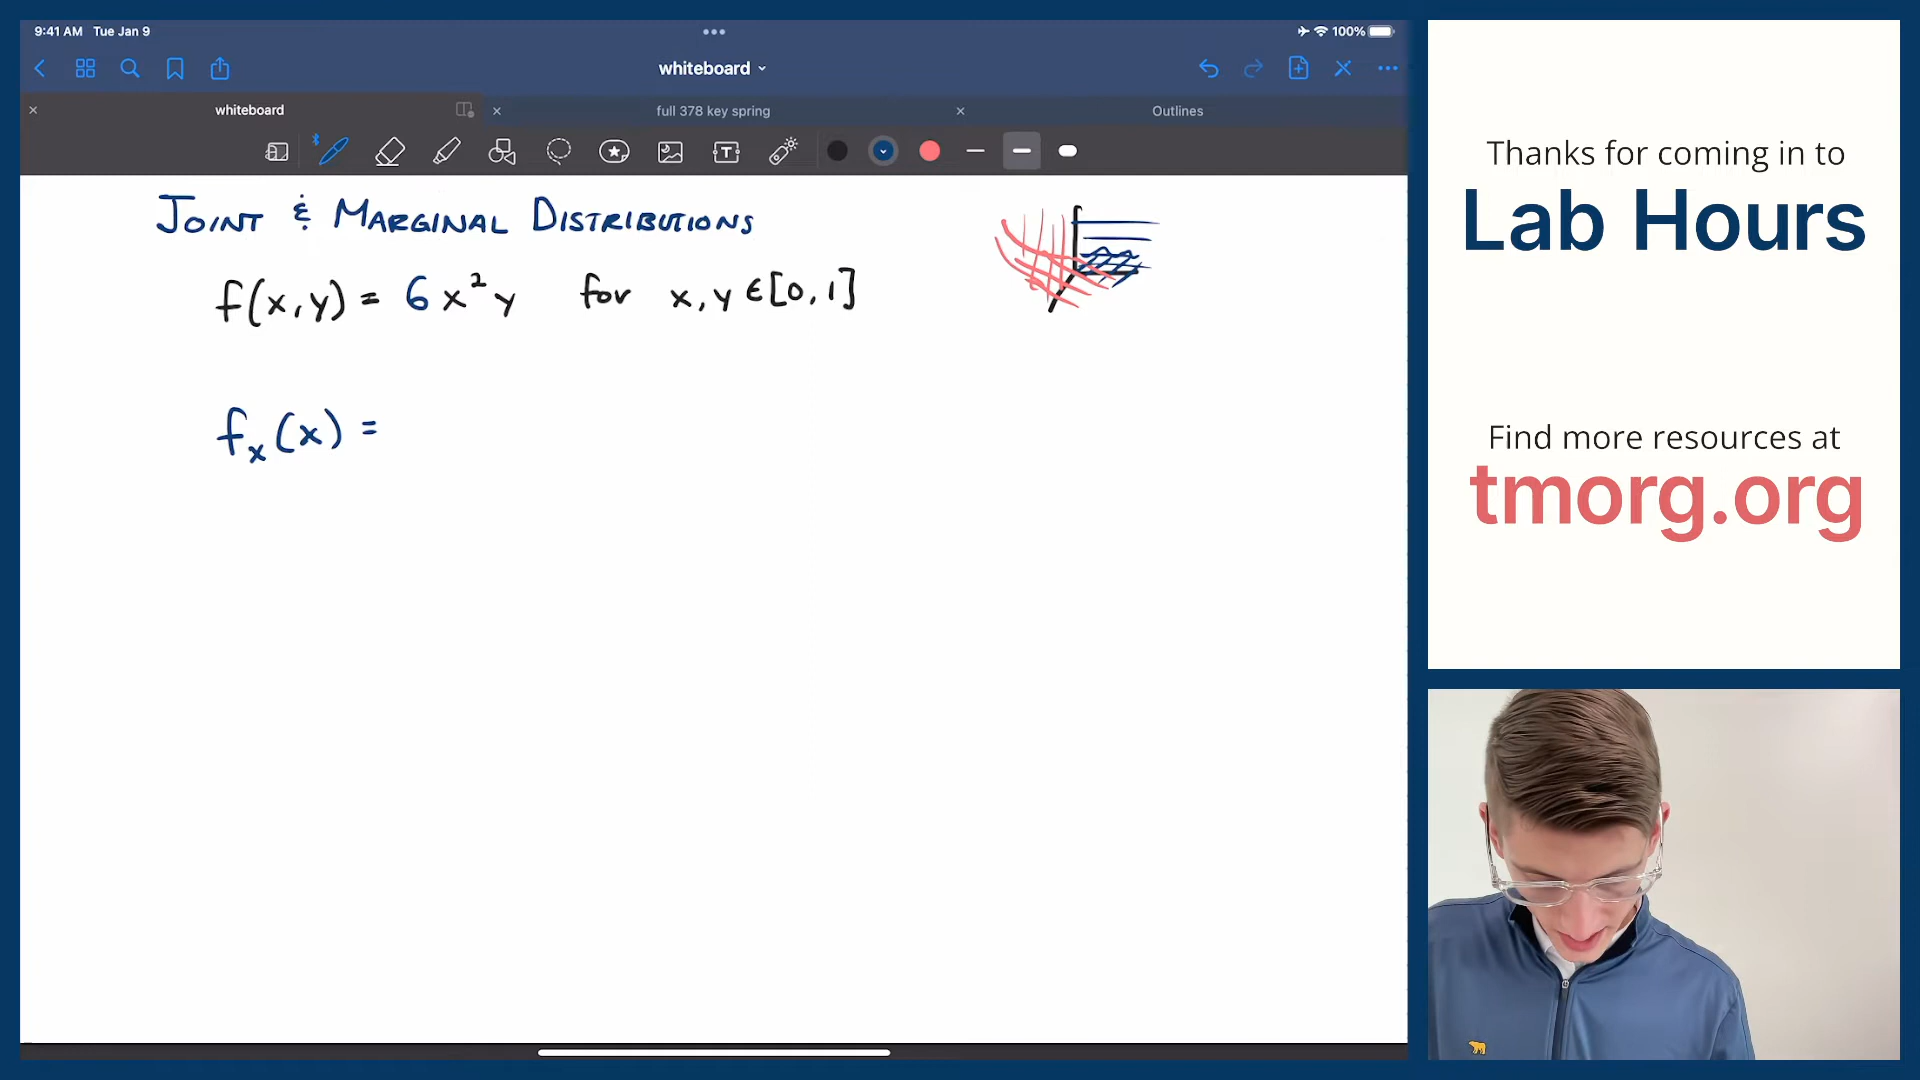 9:41 AM Tue Jan 9
100%
whiteboard
whiteboard
full 378 key spring
Outlines
JOINT & MARGINAL DISTRIBUTIONS
f(x,y) = 6x²y for x,y ∈ [0,1]
fₓ(x) =
Thanks for coming in to
Lab Hours
Find more resources at
tmorg.org